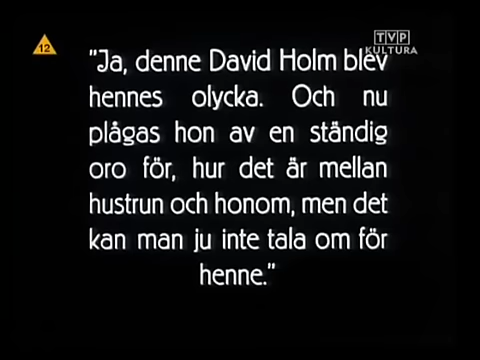 12
TVP
KULTURA
"Ja, denne David Holm blev
hennes olycka. Och nu
plågas hon av en ständig
oro för, hur det är mellan
hustrun och honom, men det
kan man ju inte tala om för
henne."